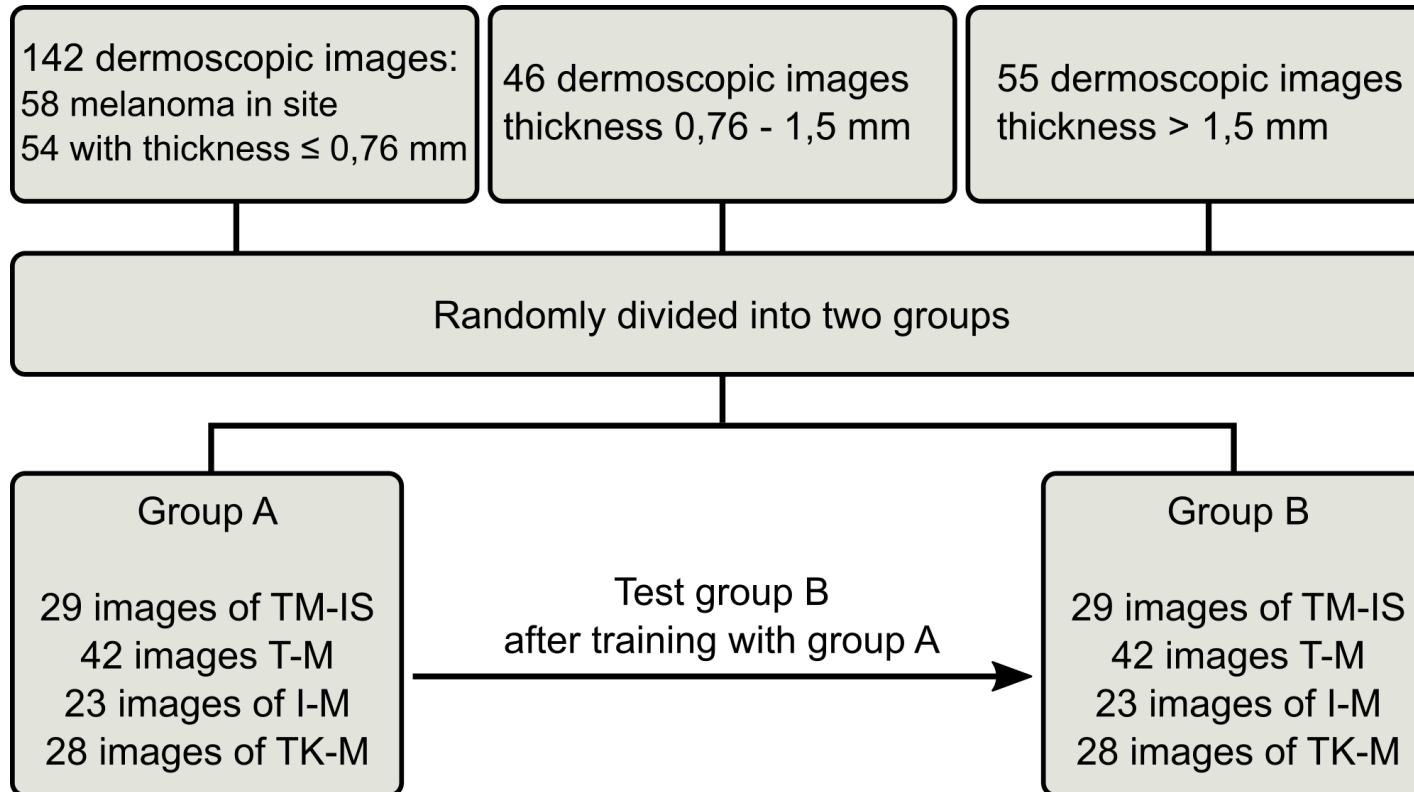 142 dermoscopic images:
58 melanoma in site
54 with thickness ≤ 0,76 mm
46 dermoscopic images
thickness 0,76 - 1,5 mm
55 dermoscopic images
thickness > 1,5 mm
Randomly divided into two groups
Group A
29 images of TM-IS
42 images T-M
23 images of I-M
28 images of TK-M
Test group B
after training with group A
Group B
29 images of TM-IS
42 images T-M
23 images of I-M
28 images of TK-M